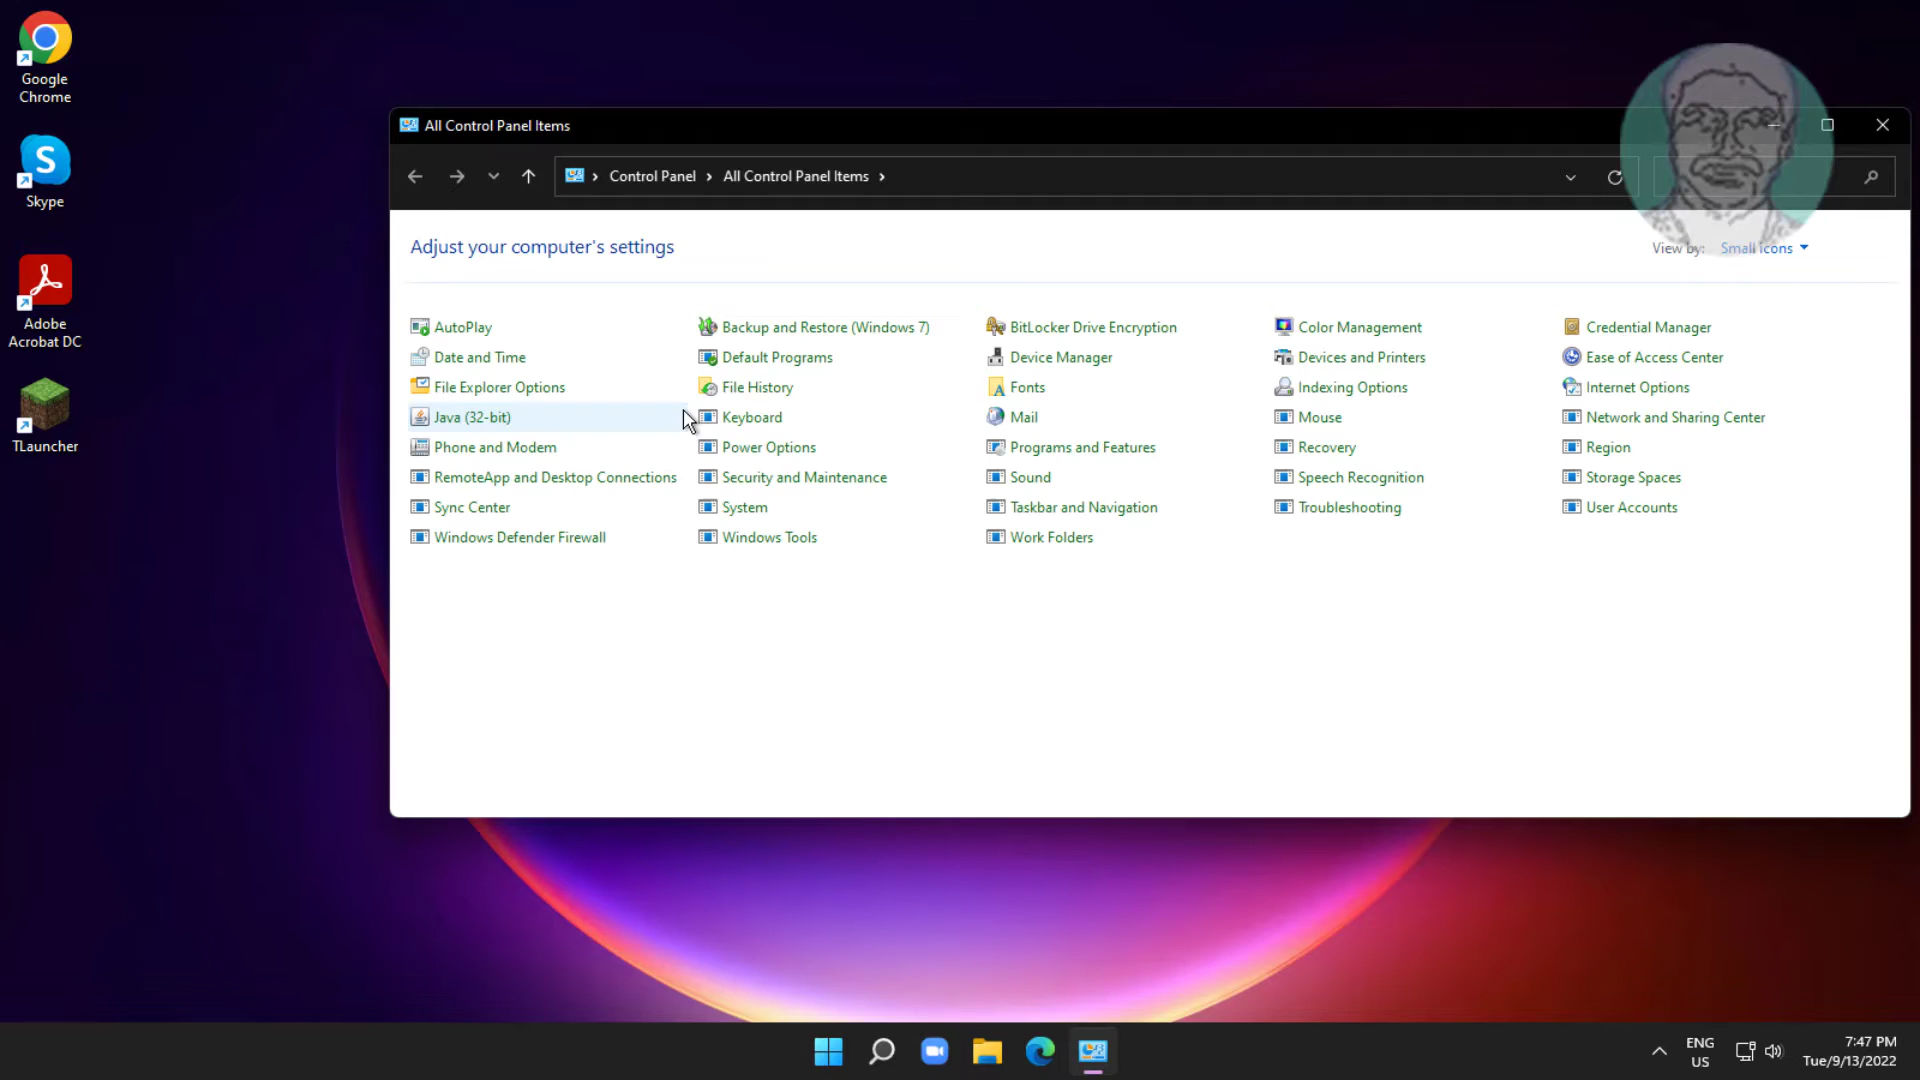 Google
Chrome
Skype
Adobe
Acrobat DC
TLauncher
All Control Panel Items
Control Panel
All Control Panel Items
Adjust your computer's settings
View by: Small icons
AutoPlay
Backup and Restore (Windows 7)
BitLocker Drive Encryption
Color Management
Credential Manager
Date and Time
Default Programs
Device Manager
Devices and Printers
Ease of Access Center
File Explorer Options
File History
Fonts
Indexing Options
Internet Options
Java (32-bit)
Keyboard
Mail
Mouse
Network and Sharing Center
Phone and Modem
Power Options
Programs and Features
Recovery
Region
RemoteApp and Desktop Connections
Security and Maintenance
Sound
Speech Recognition
Storage Spaces
Sync Center
System
Taskbar and Navigation
Troubleshooting
User Accounts
Windows Defender Firewall
Windows Tools
Work Folders
ENG
US
7:47 PM
Tue/9/13/2022